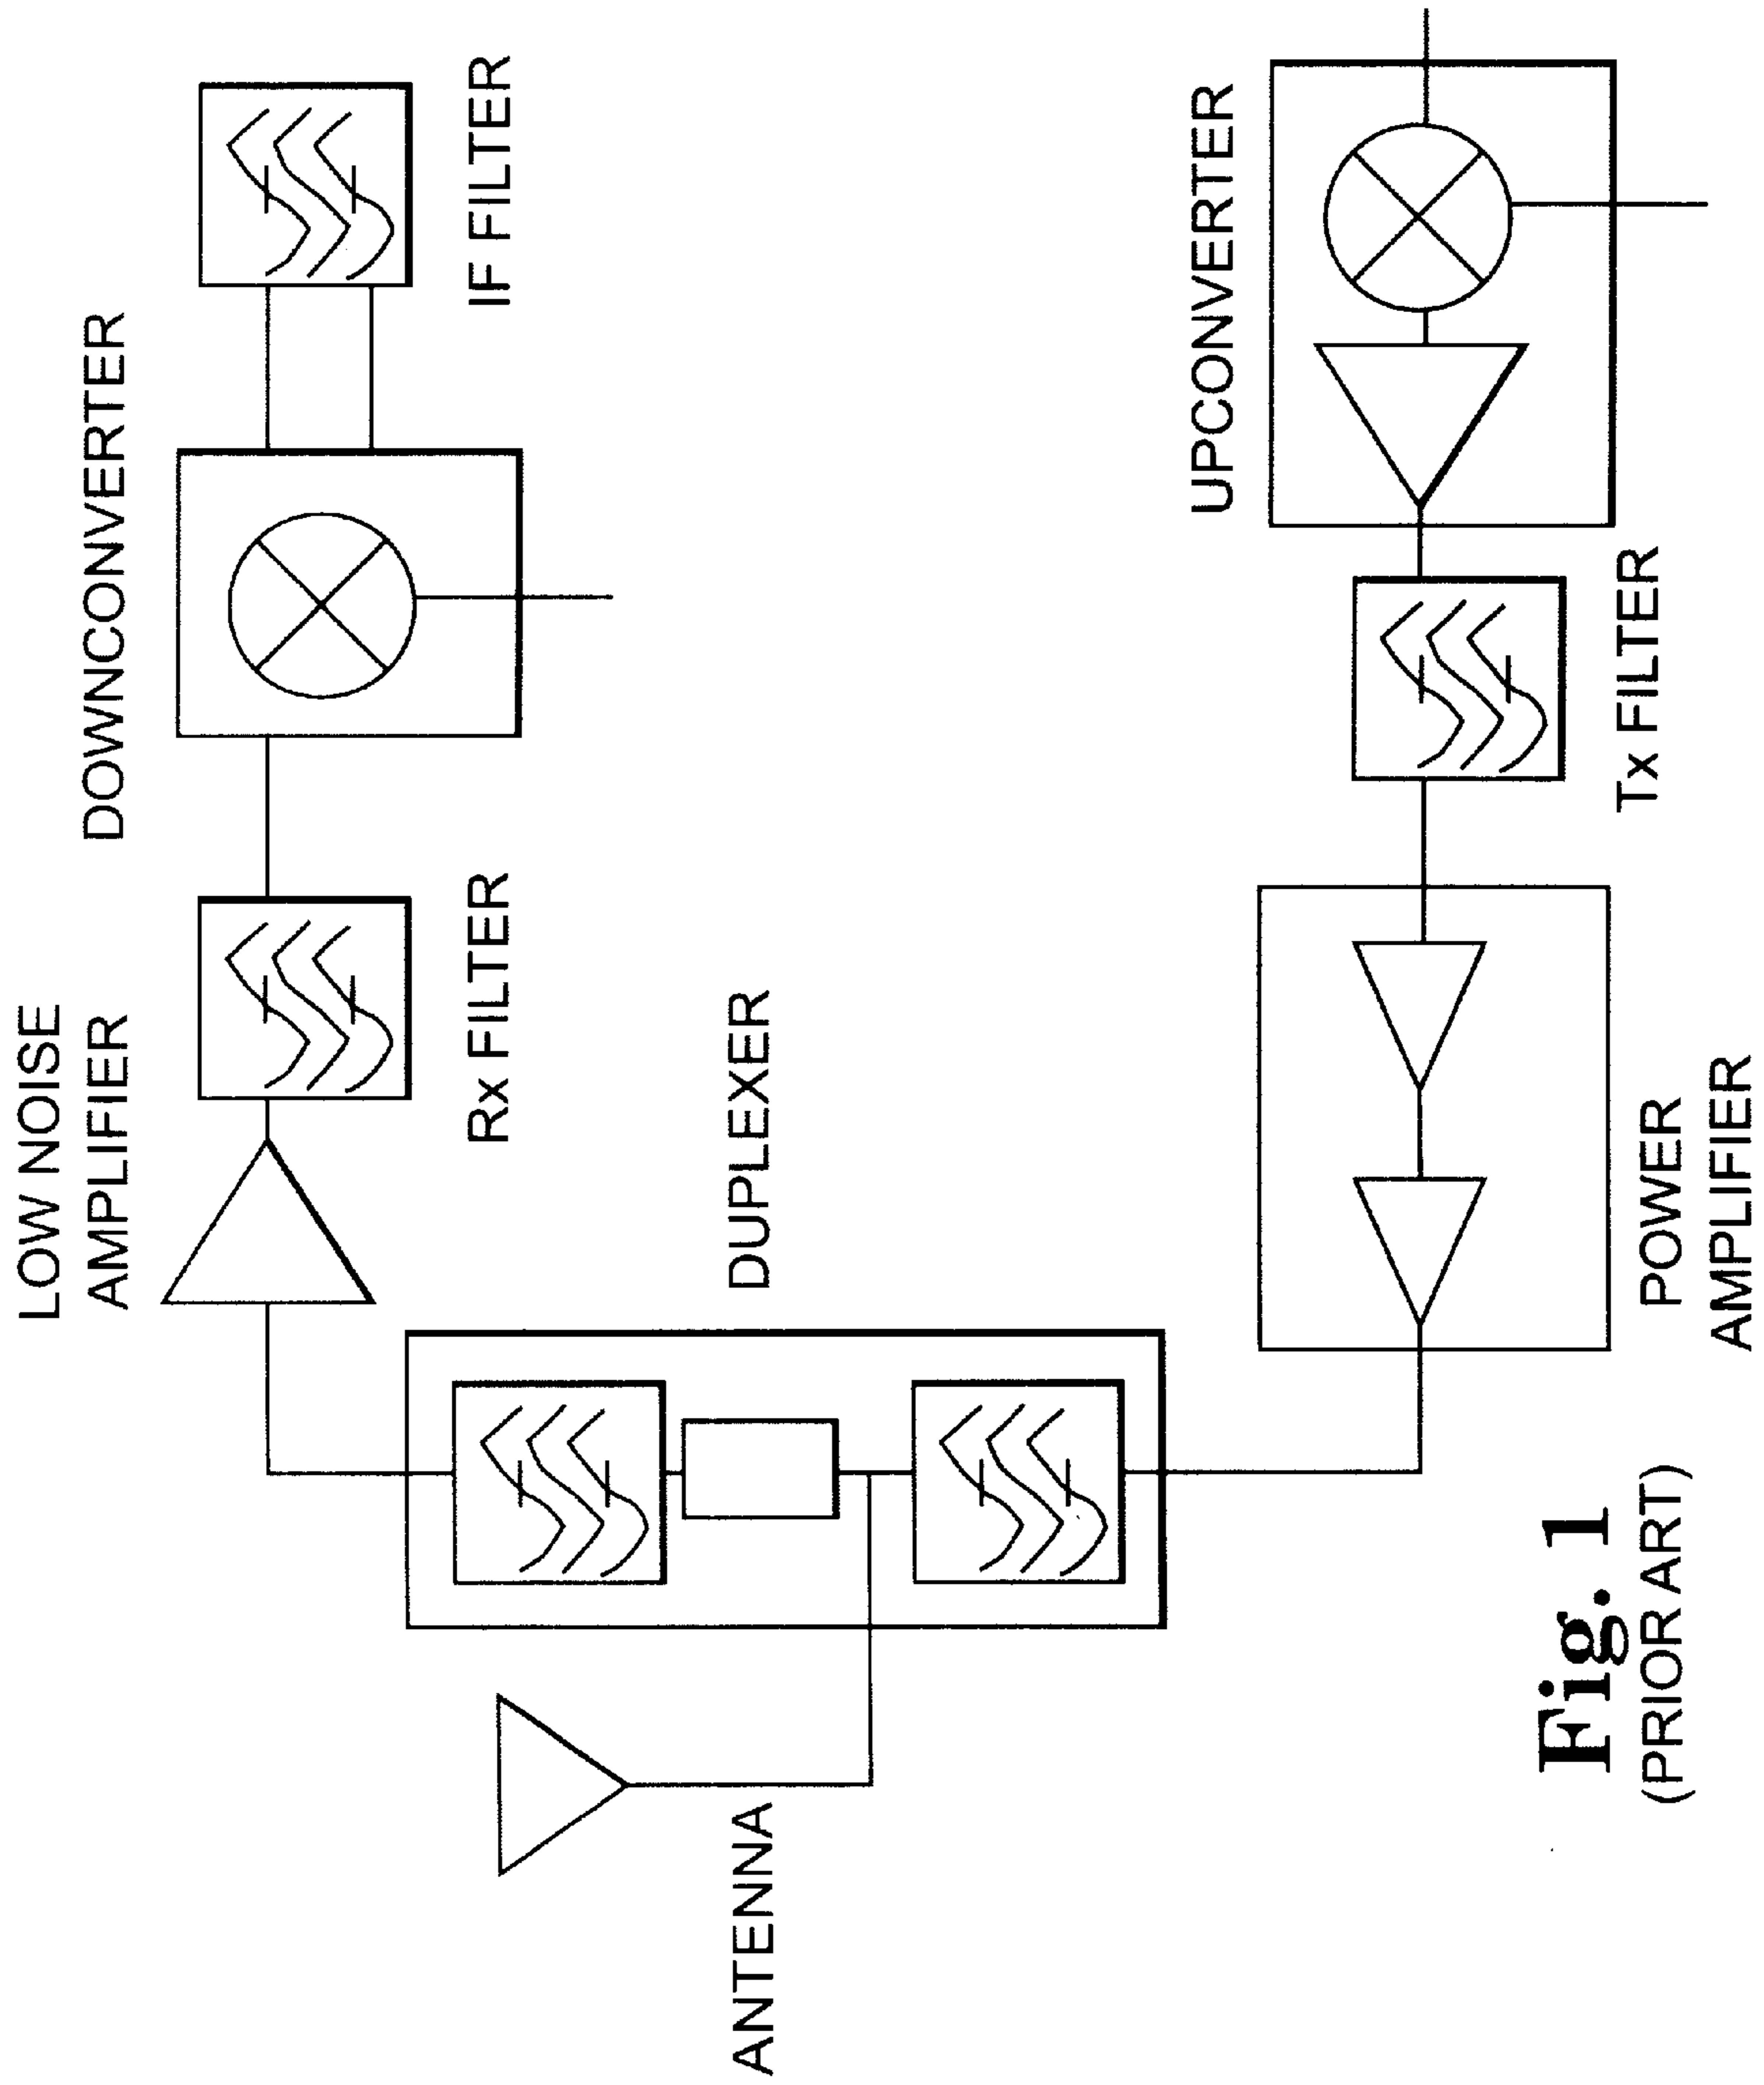 LOW NOISE
AMPLIFIER
DOWNCONVERTER
Rx FILTER
IF FILTER
ANTENNA
DUPLEXER
UPCONVERTER
POWER
AMPLIFIER
Tx FILTER
Fig. 1
(PRIOR ART)